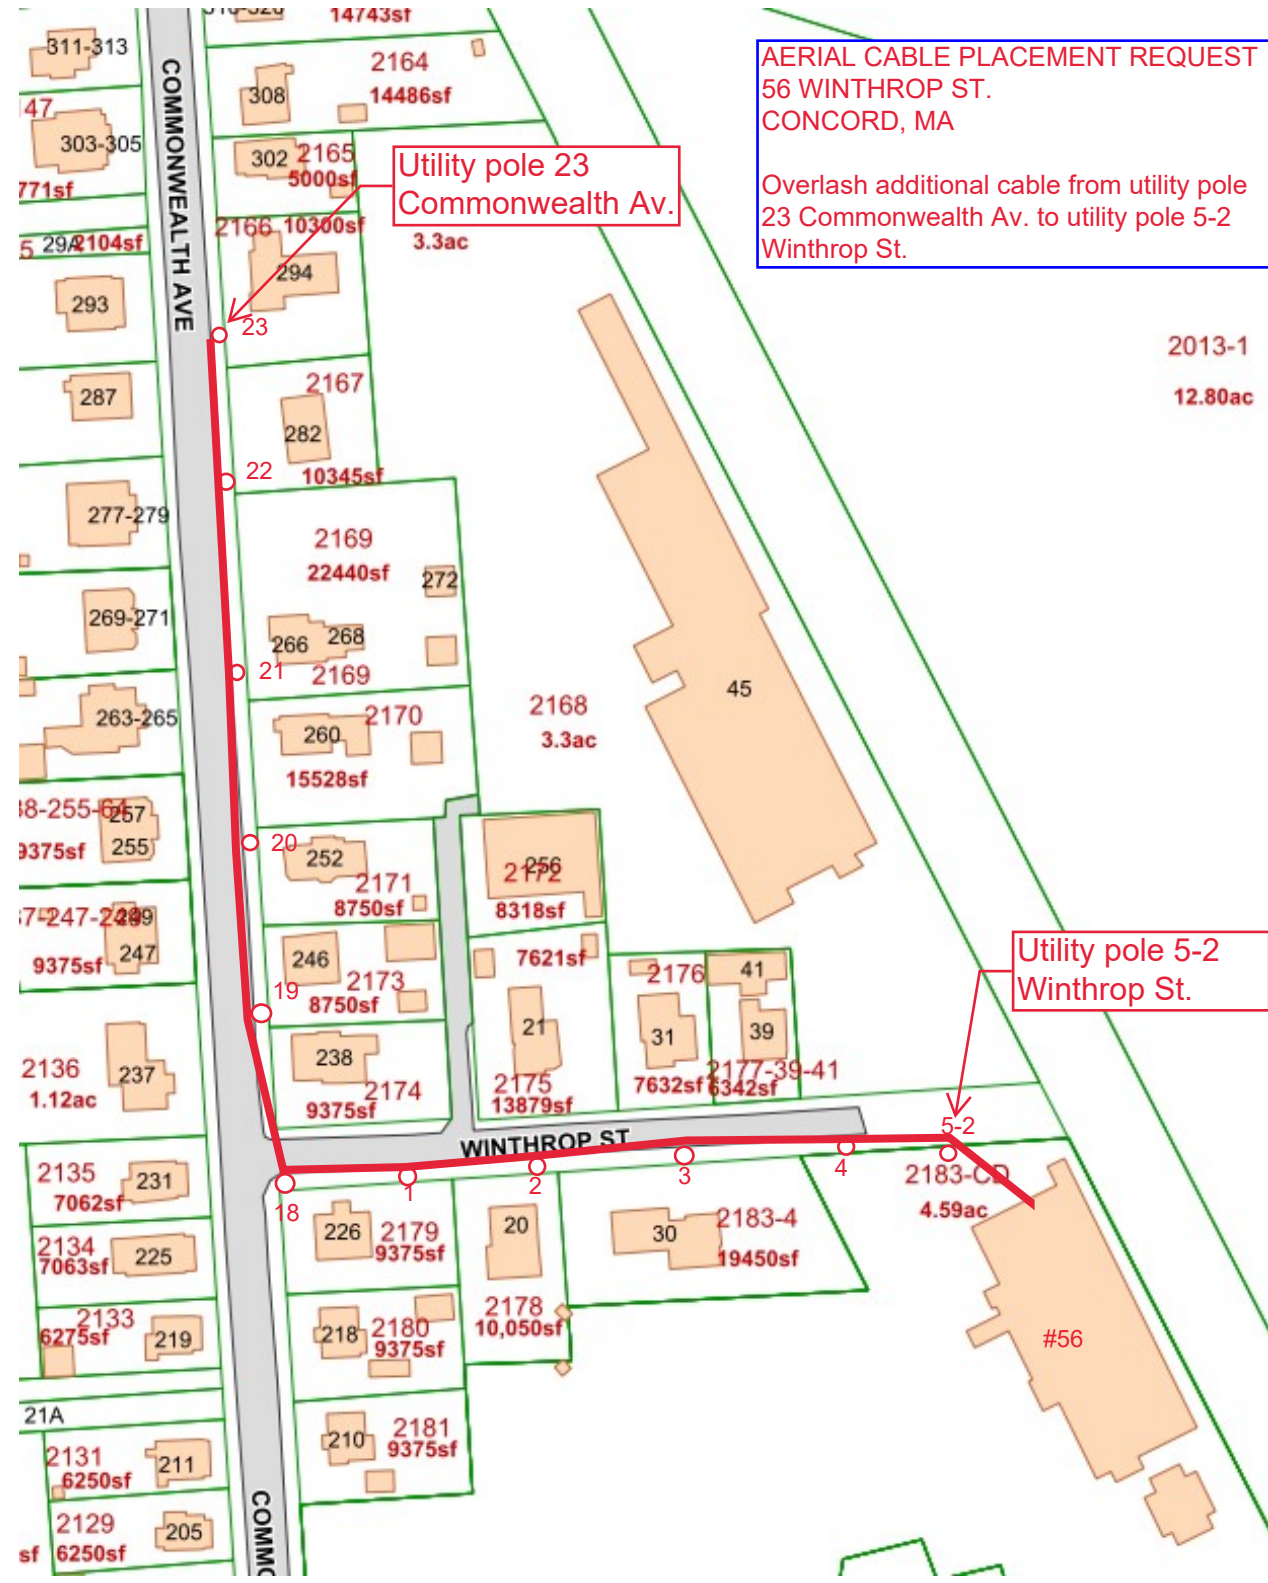 AERIAL CABLE PLACEMENT REQUEST
56 WINTHROP ST.
CONCORD, MA
Overlash additional cable from utility pole
23 Commonwealth Av. to utility pole 5-2
Winthrop St.
Utility pole 23
Commonwealth Av.
Utility pole 5-2
Winthrop St.
COMMONWEALTH AVE
WINTHROP ST
14743sf
311-313
2164
14486sf
308
303-305
302
2165
5000sf
2166
10300sf
3.3ac
2104sf
294
293
23
2013-1
12.80ac
287
2167
282
10345sf
22
277-279
2169
22440sf
272
269-271
266
268
2169
21
263-265
2170
260
15528sf
2168
3.3ac
45
257
255
9375sf
20
252
2171
8750sf
256
2172
8318sf
247
9375sf
246
2173
8750sf
7621sf
19
2176
41
21
31
39
2136
1.12ac
237
238
2174
9375sf
2175
13879sf
7632sf
2177-39-41
6342sf
5-2
18
1
2
3
4
2183-CD
4.59ac
2135
7062sf
231
2134
7063sf
225
2133
6275sf
219
226
2179
9375sf
20
2178
10,050sf
30
2183-4
19450sf
218
2180
9375sf
#56
21A
210
2181
9375sf
2131
6250sf
211
2129
6250sf
205
sf
COMMO